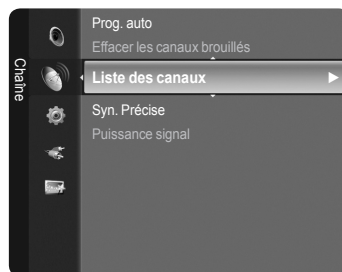 Chaîne
Prog. auto
Effacer les canaux brouillés
Liste des canaux
Syn. Précise
Puissance signal